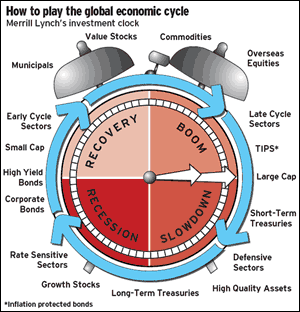 How to play the global economic cycle
Merrill Lynch's investment clock
Value Stocks
Commodities
Municipals
Overseas
Equities
Early Cycle
Sectors
Late Cycle
Sectors
RECOVERY
BOOM
Small Cap
TIPS*
High Yield
Bonds
Large Cap
Corporate
Bonds
RECESSION
SLOWDOWN
Short-Term
Treasuries
Rate Sensitive
Sectors
Defensive
Sectors
Growth Stocks
Long-Term Treasuries
High Quality Assets
*Inflation protected bonds